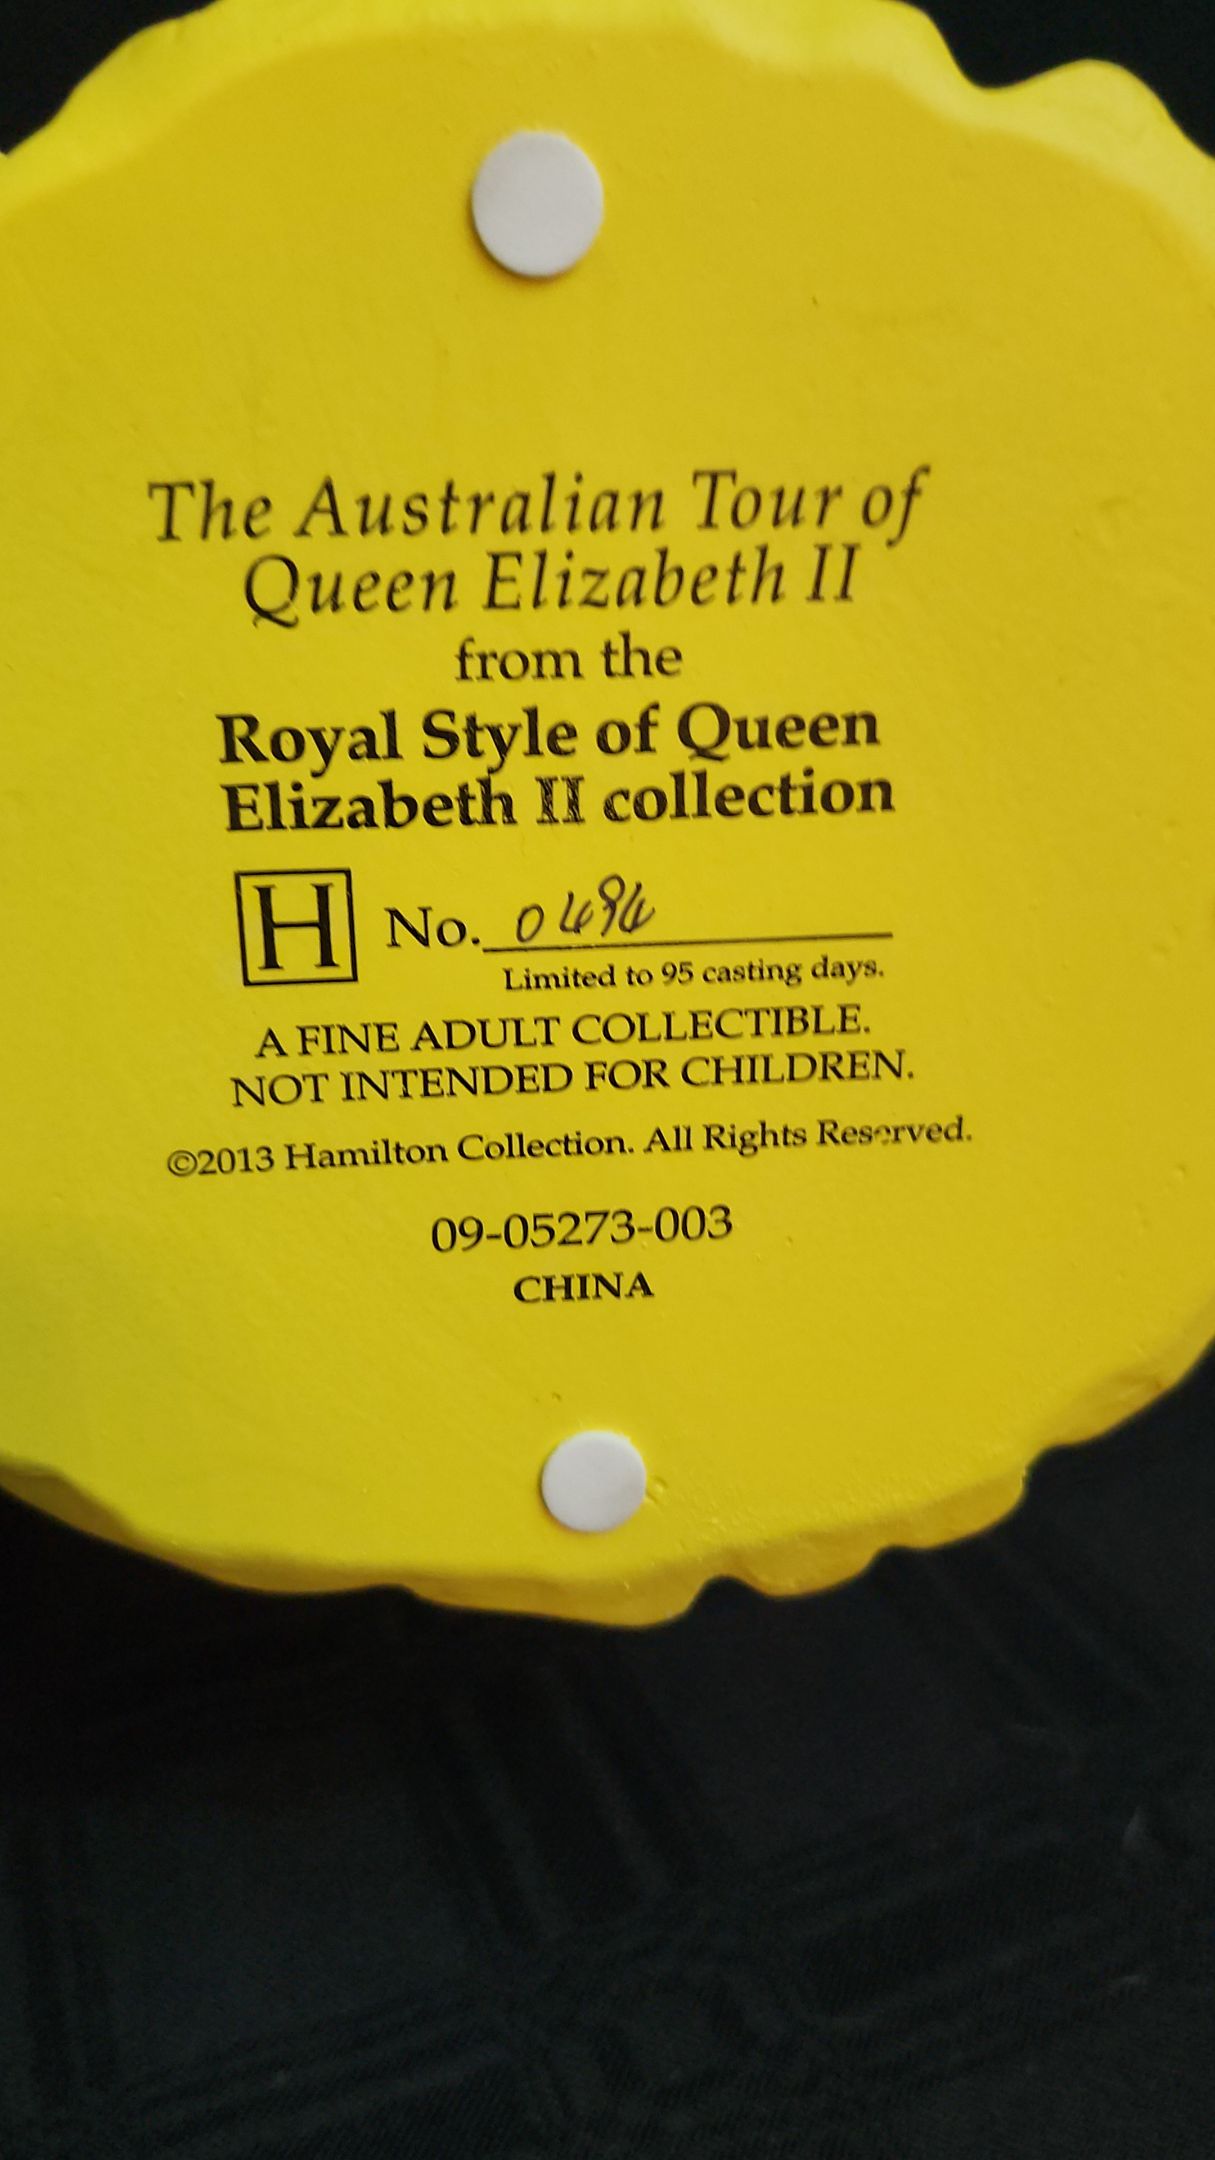 The Australian Tour of
Queen Elizabeth II
from the
Royal Style of Queen
Elizabeth II collection
H No. 0494
Limited to 95 casting days.
A FINE ADULT COLLECTIBLE.
NOT INTENDED FOR CHILDREN.
©2013 Hamilton Collection. All Rights Reserved.
09-05273-003
CHINA